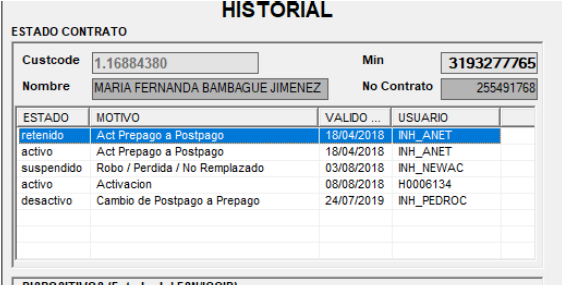 HISTORIAL
ESTADO CONTRATO
Custcode 1.16884380 Min 3193277765
Nombre MARIA FERNANDA BAMBAGUE JIMENEZ No Contrato 255491768
ESTADO MOTIVO VALIDO ... USUARIO
retenido Act Prepago a Postpago 18/04/2018 INH_ANET
activo Act Prepago a Postpago 18/04/2018 INH_ANET
suspendido Robo / Perdida / No Remplazado 03/08/2018 INH_NEWAC
activo Activacion 08/08/2018 H0006134
desactivo Cambio de Postpago a Prepago 24/07/2019 INH_PEDROC